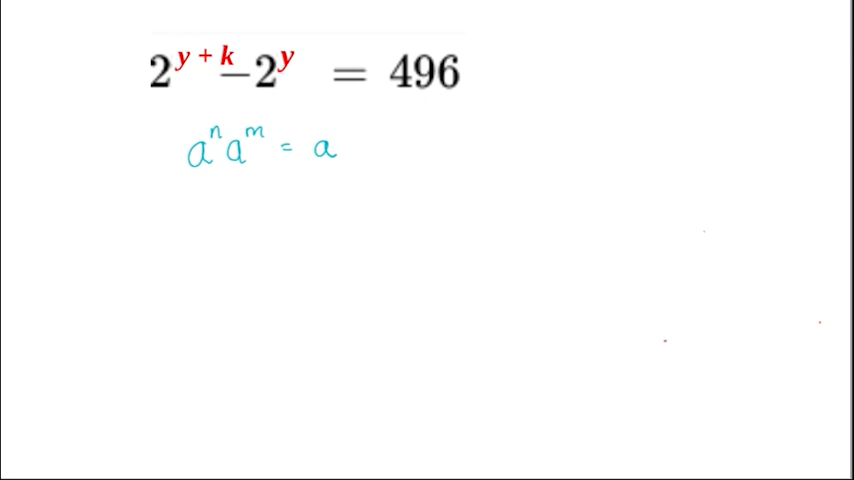 2^{y + k} – 2^{y} = 496
a^{n} a^{m} = a